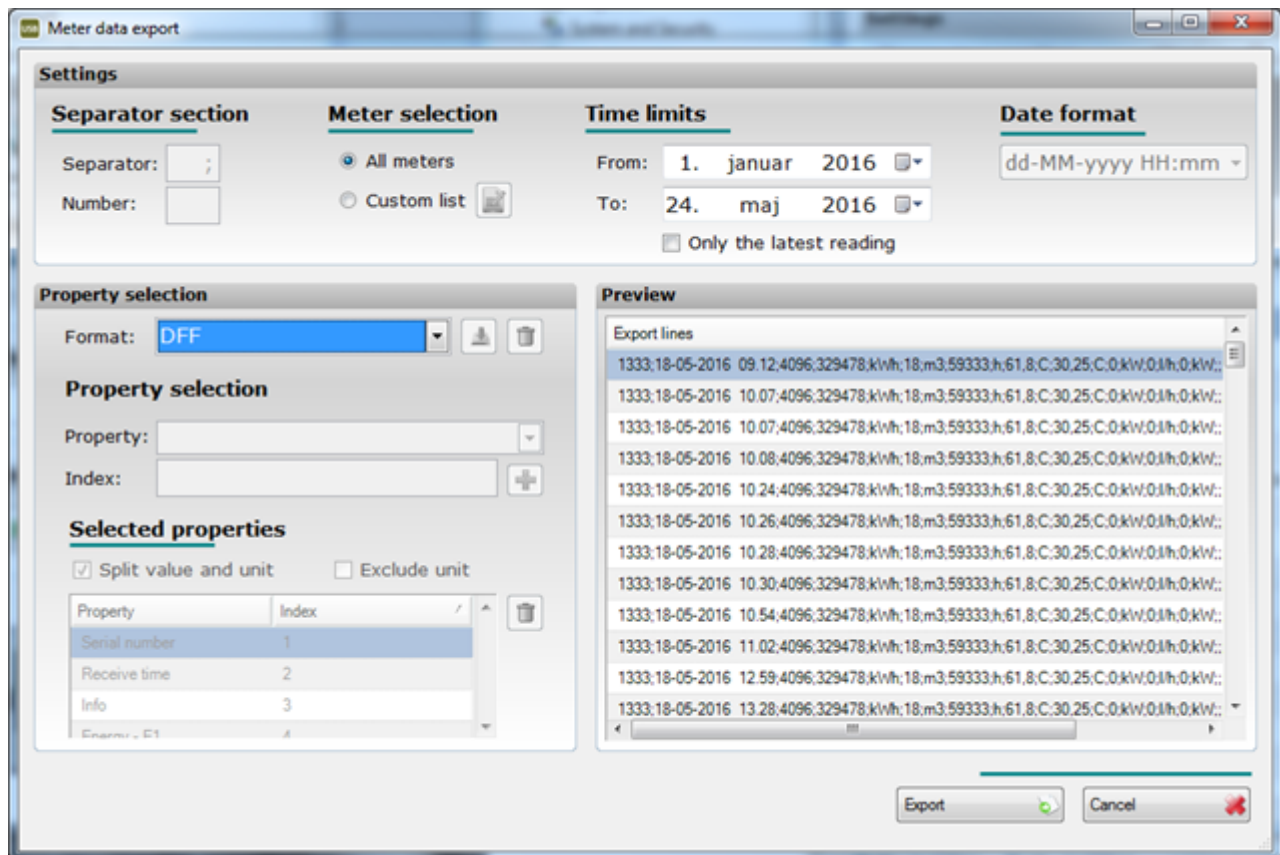 Meter data export
Settings
Separator section
Separator: ;
Number:
Meter selection
All meters
Custom list
Time limits
From: 1. januar 2016
To: 24. maj 2016
Only the latest reading
Date format
dd-MM-yyyy HH:mm
Property selection
Format: DFF
Property selection
Property:
Index:
Selected properties
Split value and unit Exclude unit
Property Index
Serial number 1
Receive time 2
Info 3
Energy - E1 4
Preview
Export lines
1333;18-05-2016 09.12;4096;329478;kWh;18;m3;59333;h;61,8;C;30,25;C;0;kW;0;l/h;0;kW;;
1333;18-05-2016 10.07;4096;329478;kWh;18;m3;59333;h;61,8;C;30,25;C;0;kW;0;l/h;0;kW;;
1333;18-05-2016 10.07;4096;329478;kWh;18;m3;59333;h;61,8;C;30,25;C;0;kW;0;l/h;0;kW;;
1333;18-05-2016 10.08;4096;329478;kWh;18;m3;59333;h;61,8;C;30,25;C;0;kW;0;l/h;0;kW;;
1333;18-05-2016 10.24;4096;329478;kWh;18;m3;59333;h;61,8;C;30,25;C;0;kW;0;l/h;0;kW;;
1333;18-05-2016 10.26;4096;329478;kWh;18;m3;59333;h;61,8;C;30,25;C;0;kW;0;l/h;0;kW;;
1333;18-05-2016 10.28;4096;329478;kWh;18;m3;59333;h;61,8;C;30,25;C;0;kW;0;l/h;0;kW;;
1333;18-05-2016 10.30;4096;329478;kWh;18;m3;59333;h;61,8;C;30,25;C;0;kW;0;l/h;0;kW;;
1333;18-05-2016 10.54;4096;329478;kWh;18;m3;59333;h;61,8;C;30,25;C;0;kW;0;l/h;0;kW;;
1333;18-05-2016 11.02;4096;329478;kWh;18;m3;59333;h;61,8;C;30,25;C;0;kW;0;l/h;0;kW;;
1333;18-05-2016 12.59;4096;329478;kWh;18;m3;59333;h;61,8;C;30,25;C;0;kW;0;l/h;0;kW;;
1333;18-05-2016 13.28;4096;329478;kWh;18;m3;59333;h;61,8;C;30,25;C;0;kW;0;l/h;0;kW;;
Export
Cancel